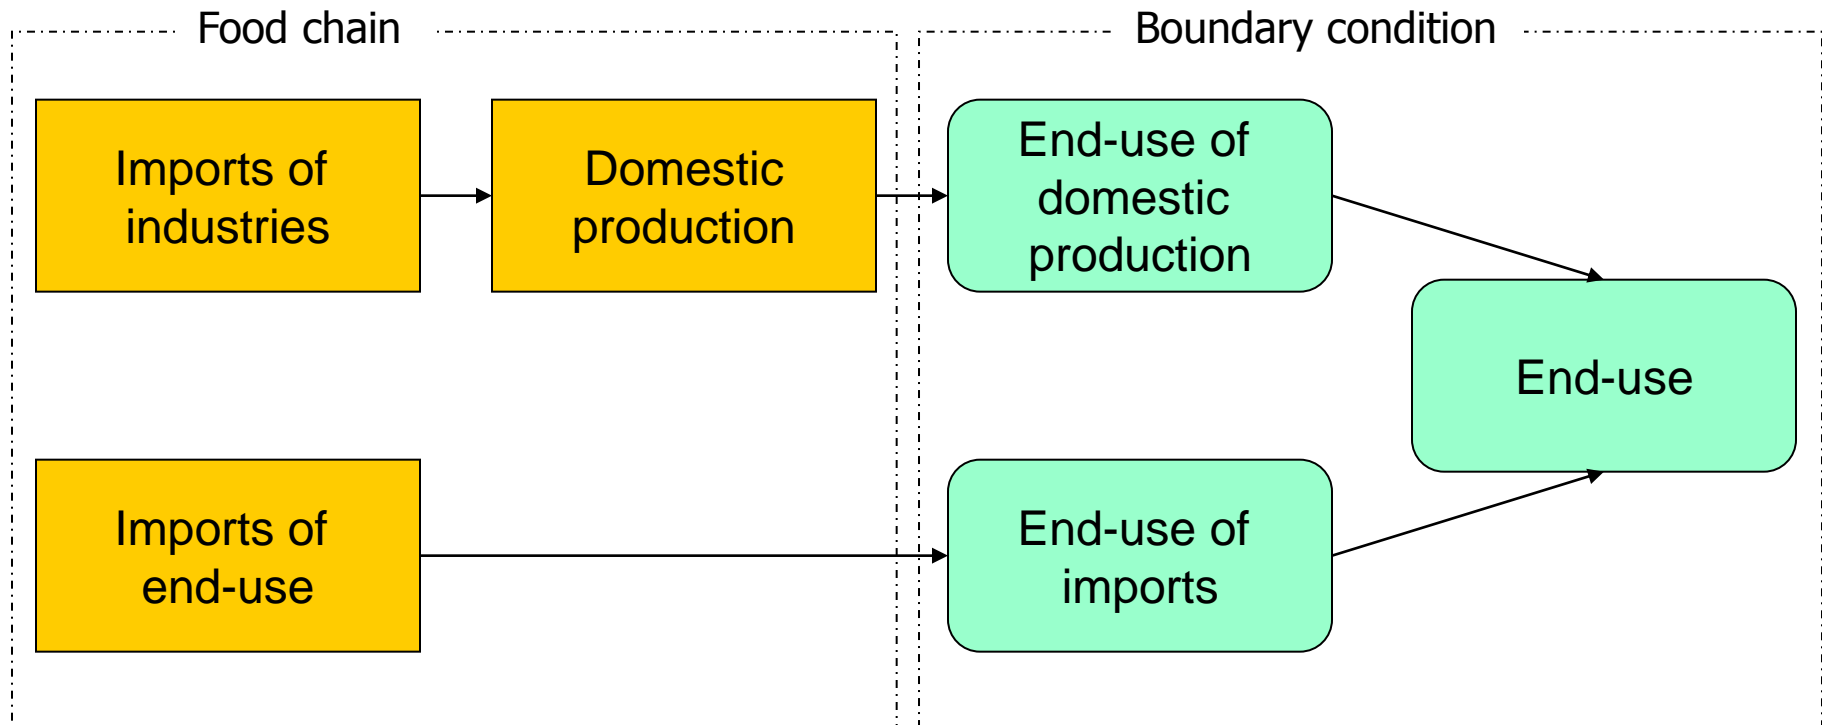 Food chain
Boundary condition
Imports of
industries
Domestic
production
End-use of
domestic
production
End-use
Imports of
end-use
End-use of
imports